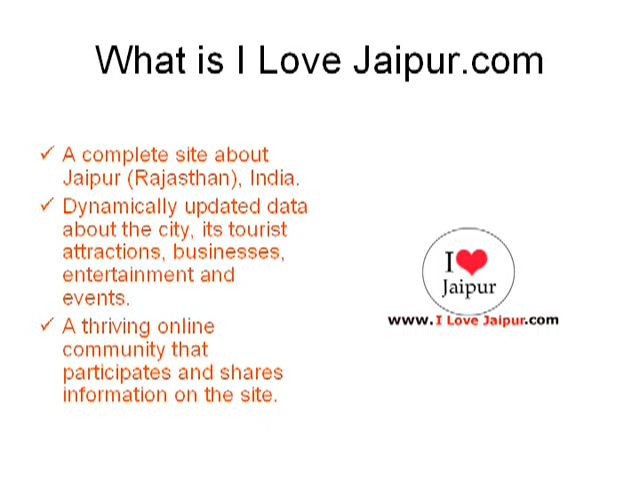 What is I Love Jaipur.com
✓ A complete site about
Jaipur (Rajasthan), India.
✓ Dynamically updated data
about the city, its tourist
attractions, businesses,
entertainment and
events.
✓ A thriving online
community that
participates and shares
information on the site.
I ❤
Jaipur
www.I Love Jaipur.com